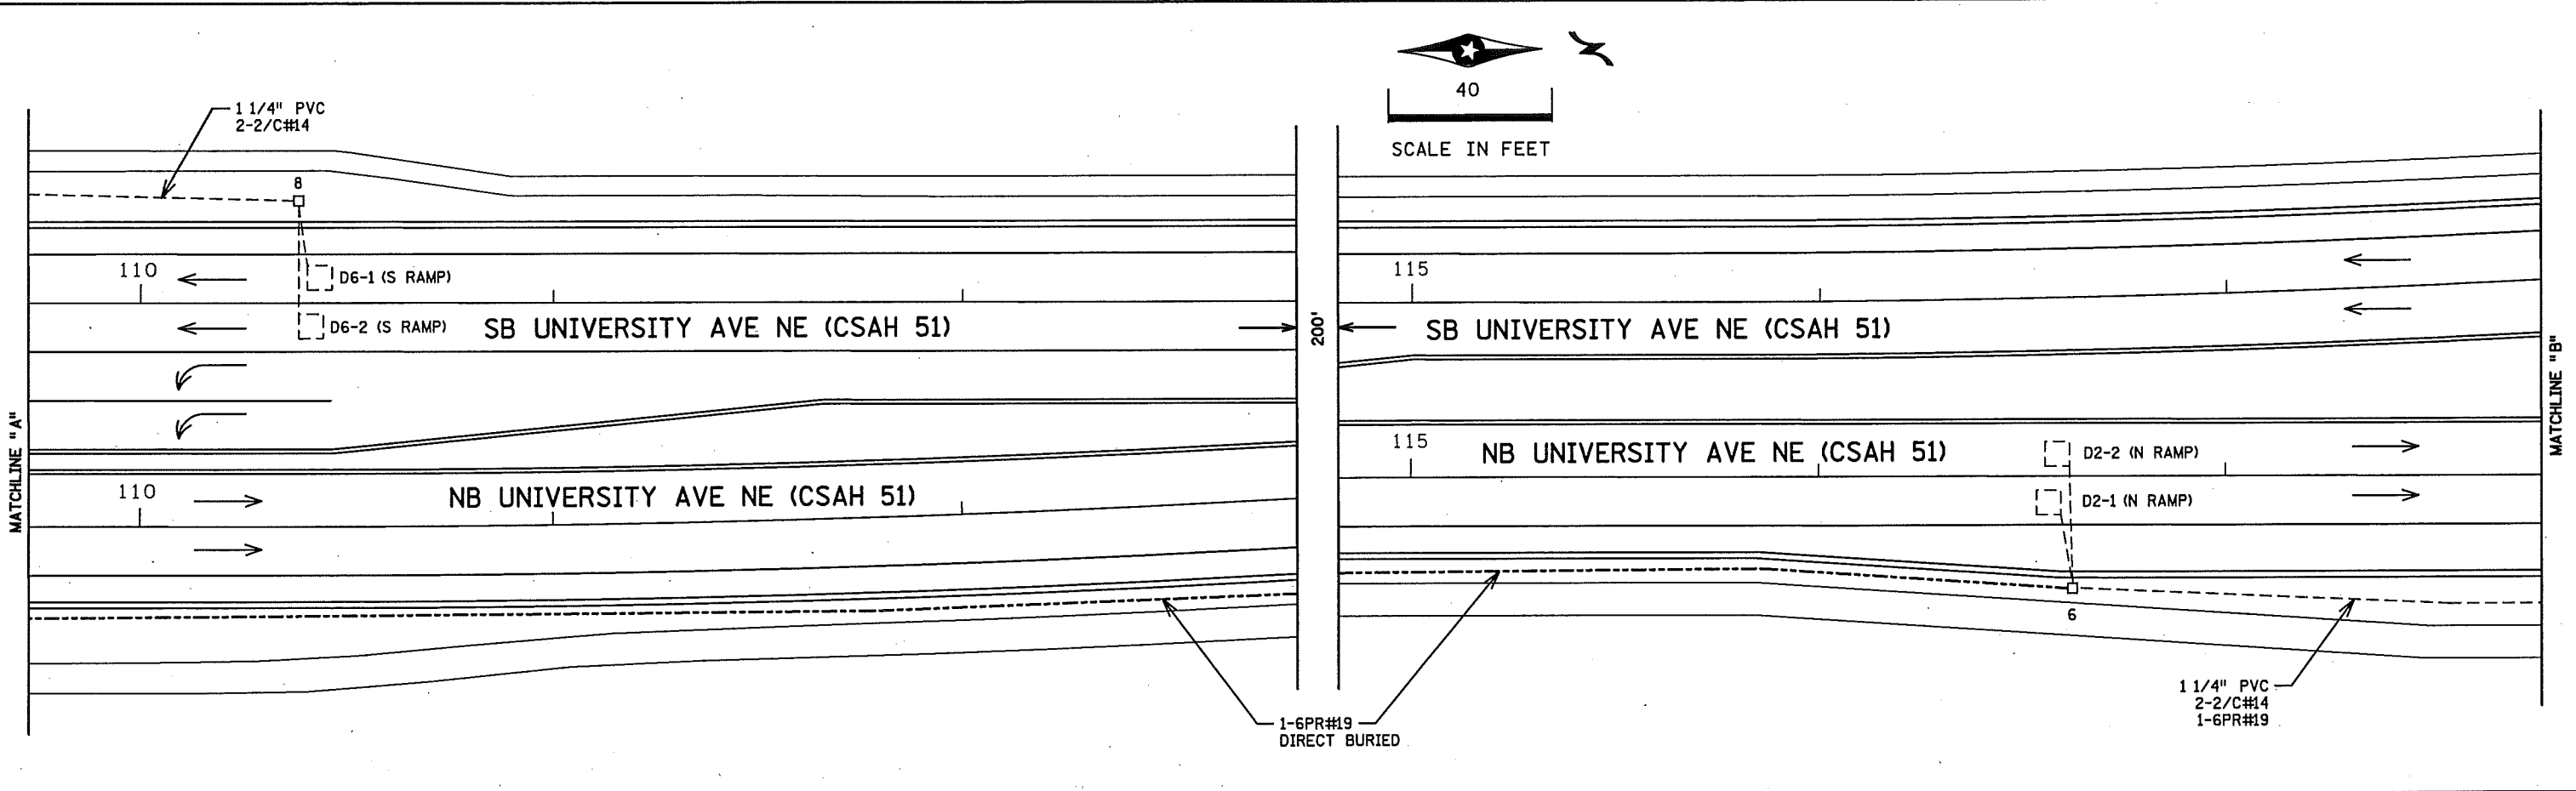 40
SCALE IN FEET
1 1/4" PVC
2-2/C#14
8
110
D6-1 (S RAMP)
D6-2 (S RAMP)
SB UNIVERSITY AVE NE (CSAH 51)
110
NB UNIVERSITY AVE NE (CSAH 51)
MATCHLINE "A"
200'
115
SB UNIVERSITY AVE NE (CSAH 51)
115
NB UNIVERSITY AVE NE (CSAH 51)
D2-2 (N RAMP)
D2-1 (N RAMP)
6
MATCHLINE "B"
1-6PR#19
DIRECT BURIED
1 1/4" PVC
2-2/C#14
1-6PR#19